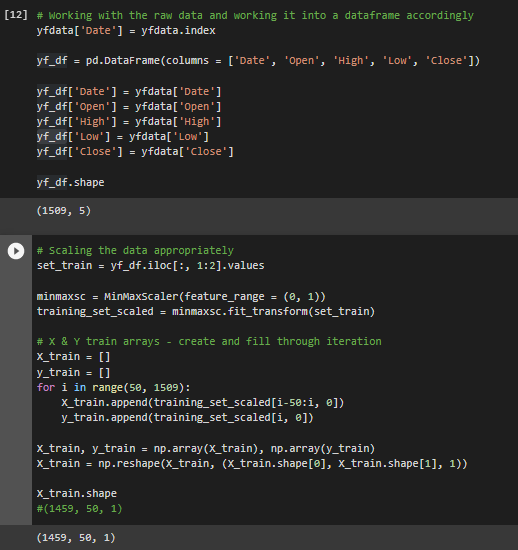 [12] # Working with the raw data and working it into a dataframe accordingly
yfdata['Date'] = yfdata.index
yf_df = pd.DataFrame(columns = ['Date', 'Open', 'High', 'Low', 'Close'])
yf_df['Date'] = yfdata['Date']
yf_df['Open'] = yfdata['Open']
yf_df['High'] = yfdata['High']
yf_df['Low'] = yfdata['Low']
yf_df['Close'] = yfdata['Close']
yf_df.shape
(1509, 5)
# Scaling the data appropriately
set_train = yf_df.iloc[:, 1:2].values
minmaxsc = MinMaxScaler(feature_range = (0, 1))
training_set_scaled = minmaxsc.fit_transform(set_train)
# X & Y train arrays - create and fill through iteration
X_train = []
y_train = []
for i in range(50, 1509):
    X_train.append(training_set_scaled[i-50:i, 0])
    y_train.append(training_set_scaled[i, 0])
X_train, y_train = np.array(X_train), np.array(y_train)
X_train = np.reshape(X_train, (X_train.shape[0], X_train.shape[1], 1))
X_train.shape
#(1459, 50, 1)
(1459, 50, 1)